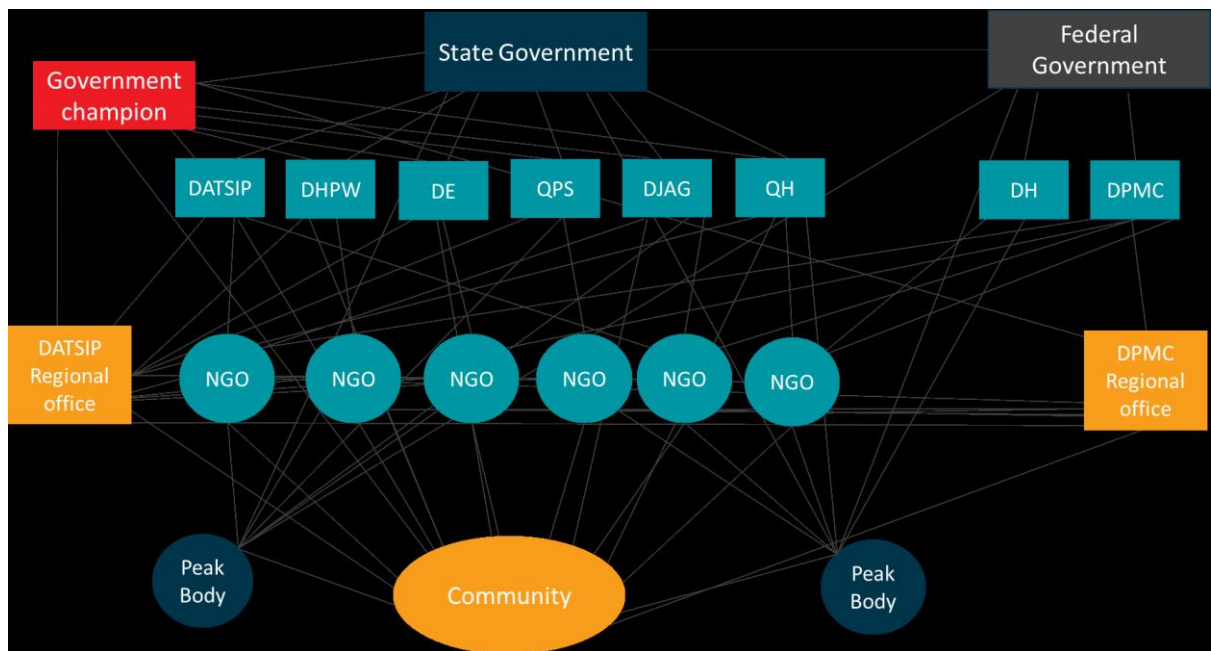 State Government
Federal
Government
Government
champion
DATSIP
DHPW
DE
QPS
DJAG
QH
DH
DPMC
DATSIP
Regional
office
NGO
NGO
NGO
NGO
NGO
NGO
DPMC
Regional
office
Peak
Body
Community
Peak
Body